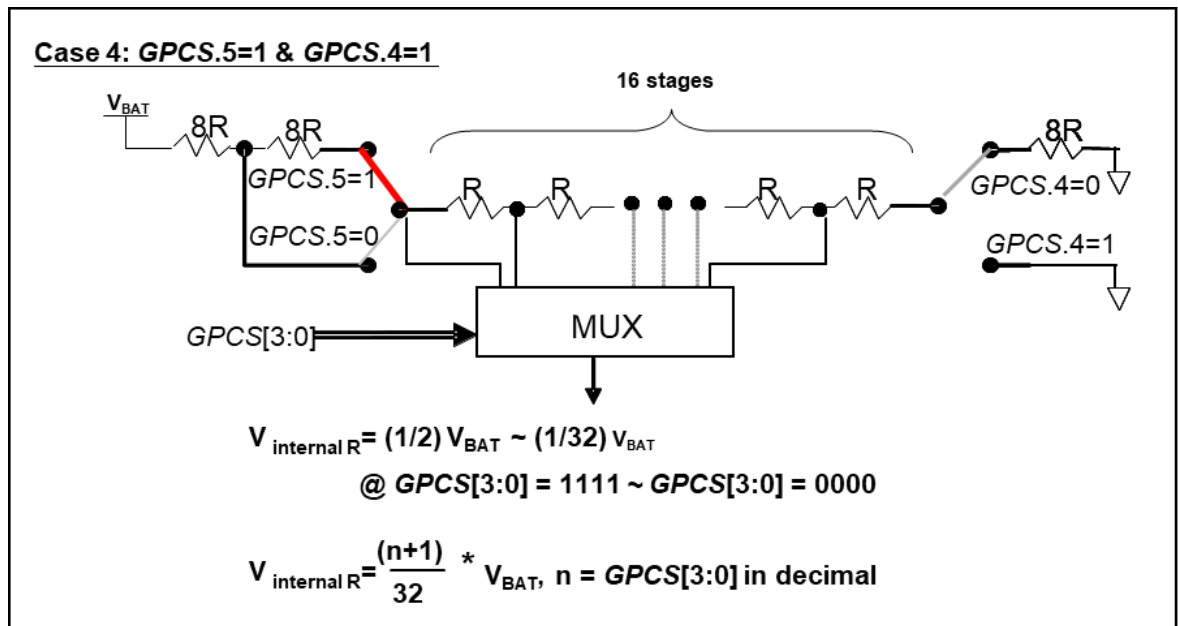 Case 4: GPCS.5=1 & GPCS.4=1
16 stages
VBAT
8R 8R 8R
GPCS.5=1
R R R R
GPCS.4=0
GPCS.5=0
GPCS.4=1
MUX
GPCS[3:0]
V internal R = (1/2) VBAT ~ (1/32) VBAT
@ GPCS[3:0] = 1111 ~ GPCS[3:0] = 0000
V internal R = (n+1)/32 * VBAT, n = GPCS[3:0] in decimal